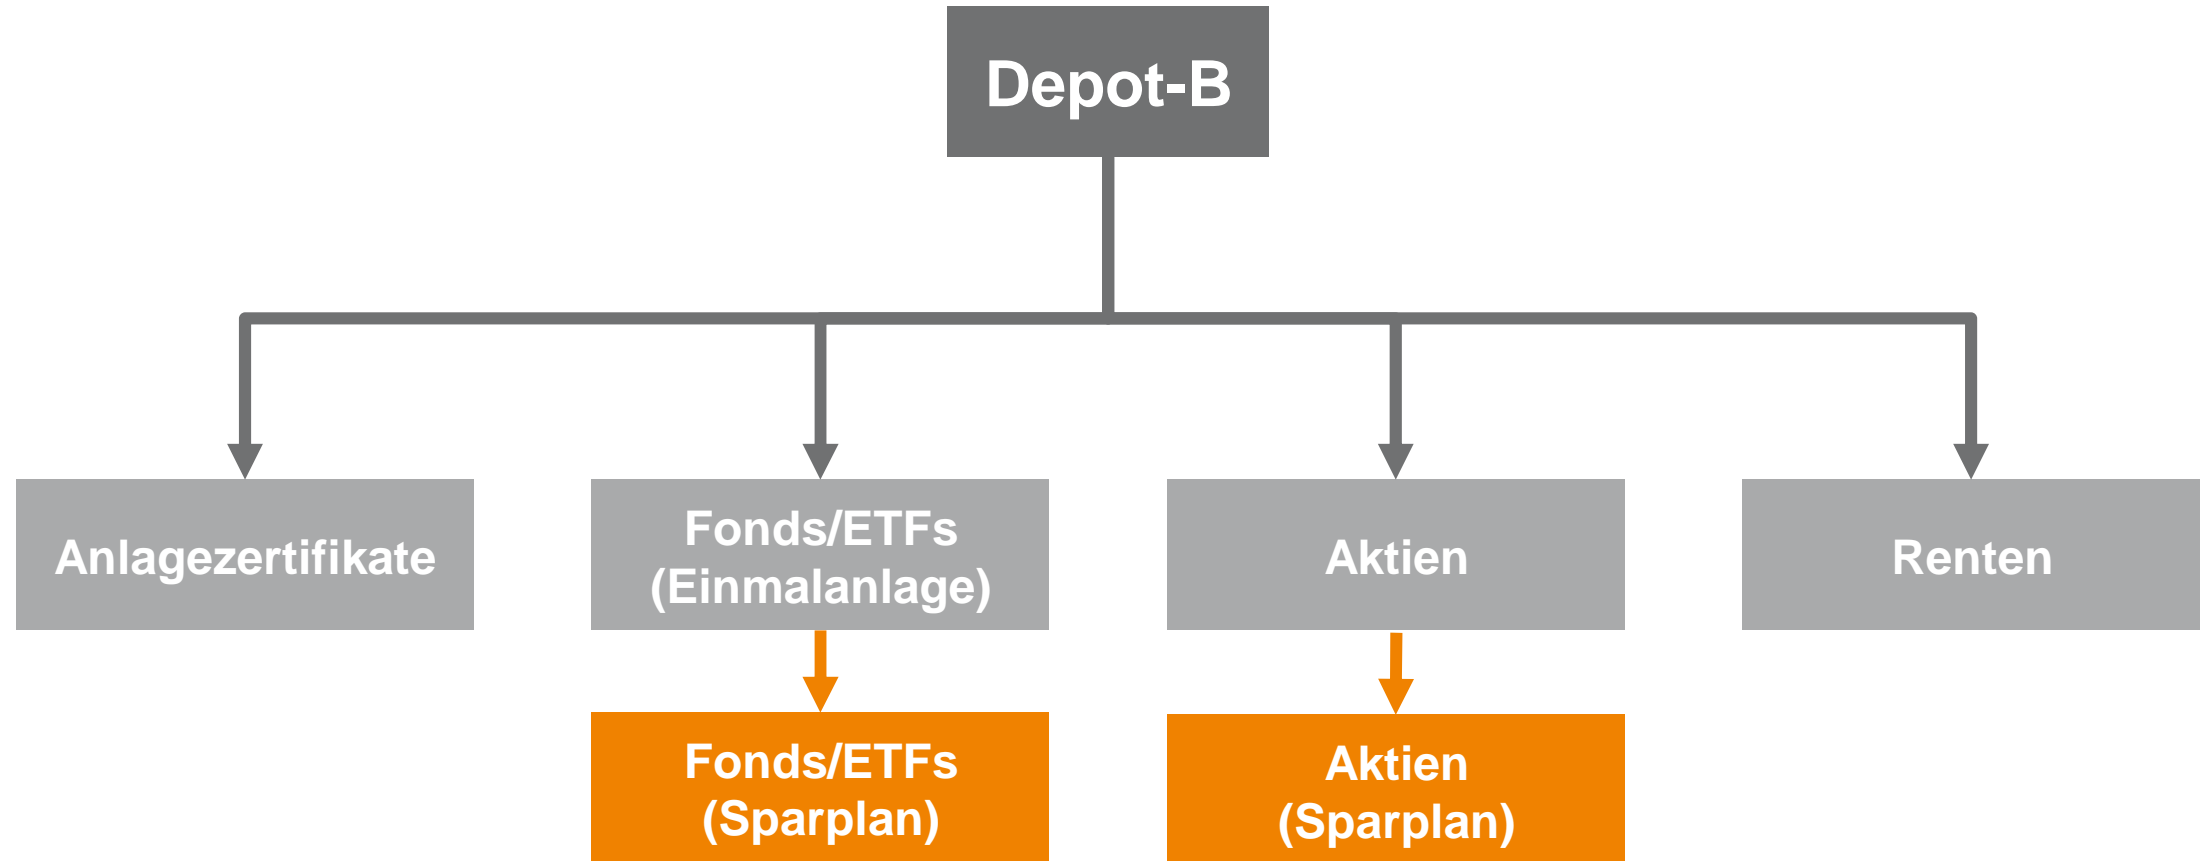 Depot-B
Anlagezertifikate
Fonds/ETFs
(Einmalanlage)
Aktien
Renten
Fonds/ETFs
(Sparplan)
Aktien
(Sparplan)